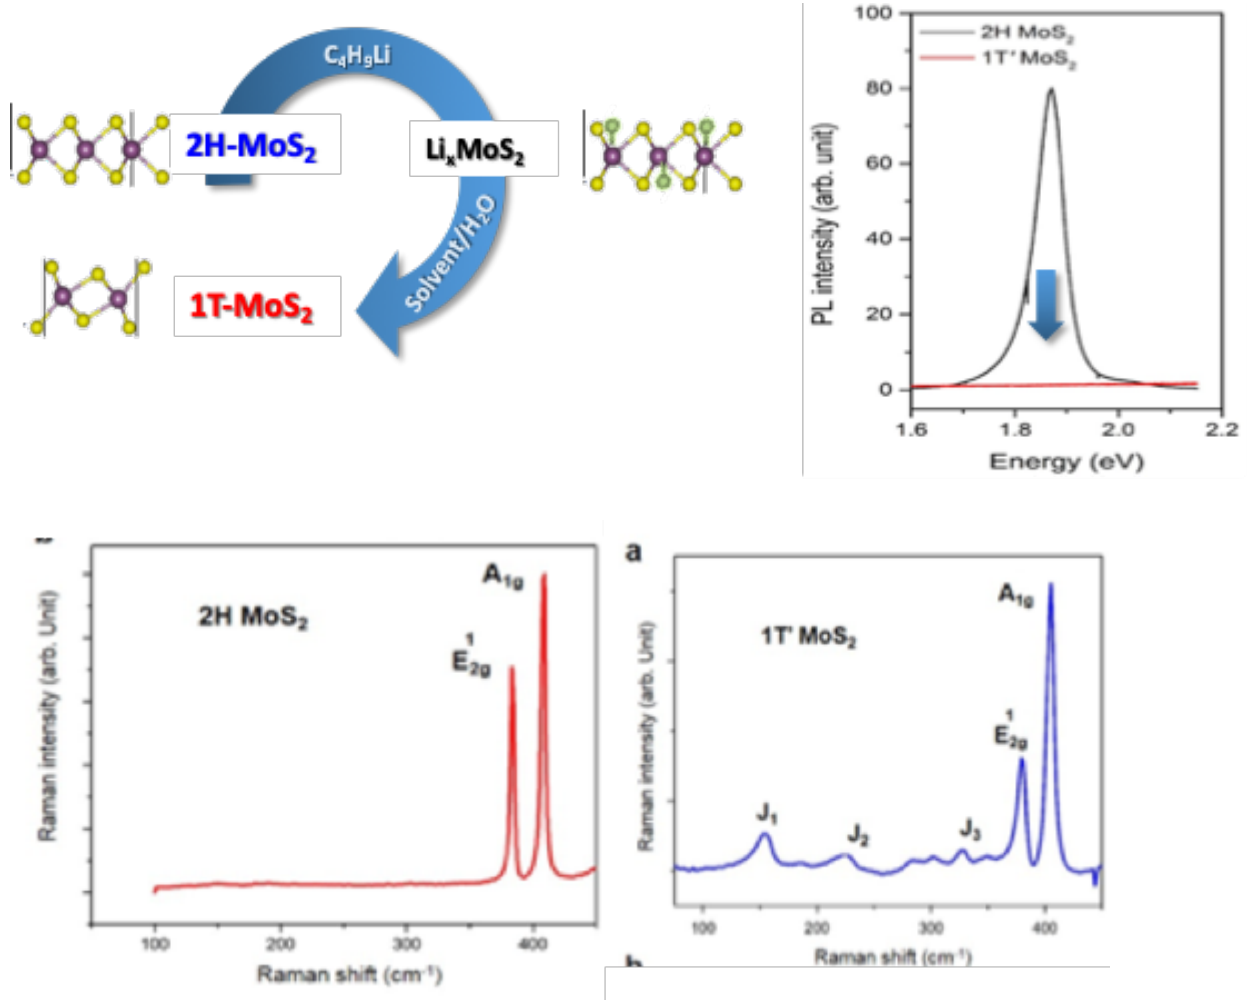 C₄H₉Li
2H-MoS₂
LiₓMoS₂
Solvent/H₂O
1T-MoS₂
100
80
60
40
20
0
PL intensity (arb. unit)
2H MoS₂
1T' MoS₂
1.6 1.8 2.0 2.2
Energy (eV)
Raman intensity (arb. Unit)
2H MoS₂
A₁g
E¹₂g
100 200 300 400
Raman shift (cm⁻¹)
a
Raman intensity (arb. Unit)
1T' MoS₂
A₁g
E¹₂g
J₁
J₂
J₃
100 200 300 400
Raman shift (cm⁻¹)